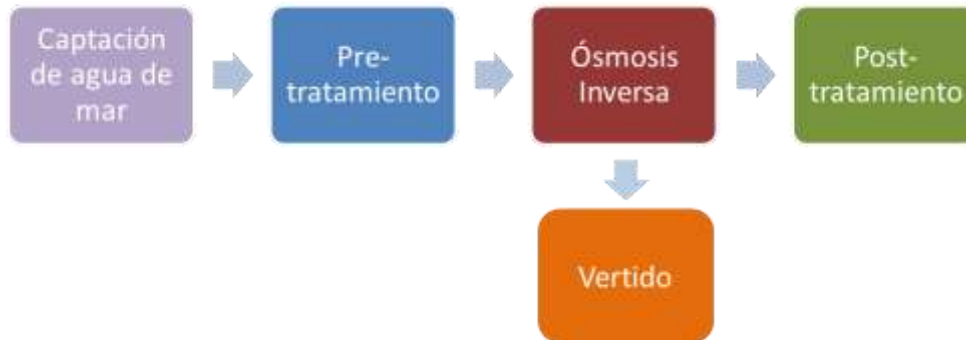 Captación
de agua de
mar
Pre-
tratamiento
Ósmosis
Inversa
Post-
tratamiento
Vertido